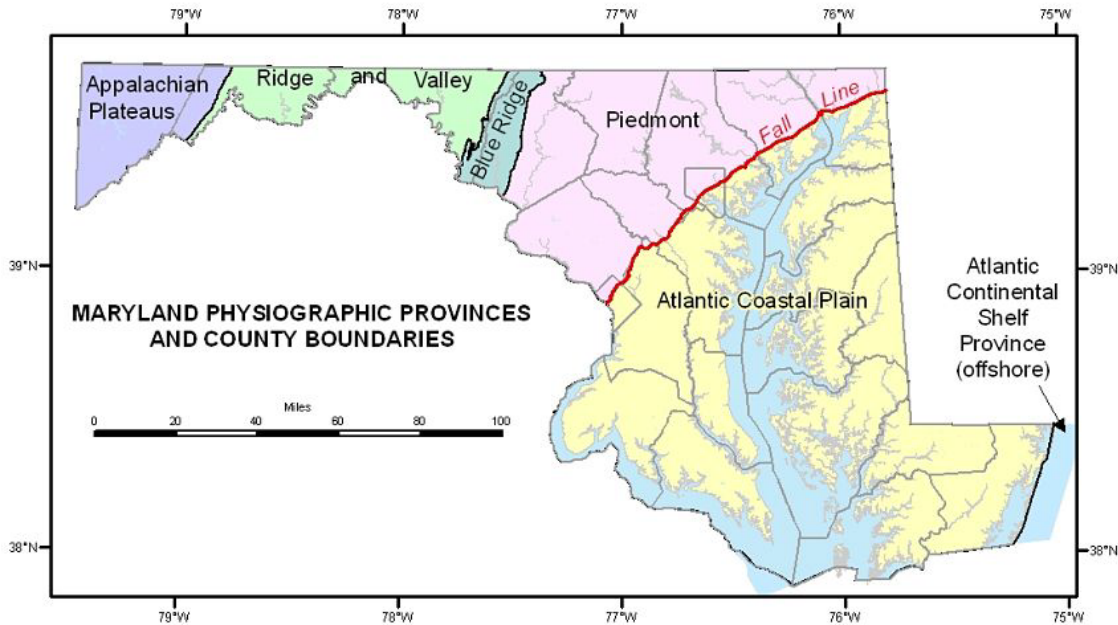 79°W 78°W 77°W 76°W 75°W
Appalachian
Plateaus
Ridge and Valley
Blue Ridge
Piedmont
Fall Line
39°N
39°N
Atlantic
Continental
Shelf
Province
(offshore)
Atlantic Coastal Plain
MARYLAND PHYSIOGRAPHIC PROVINCES
AND COUNTY BOUNDARIES
Miles
0 20 40 60 80 100
38°N
38°N
79°W 78°W 77°W 76°W 75°W